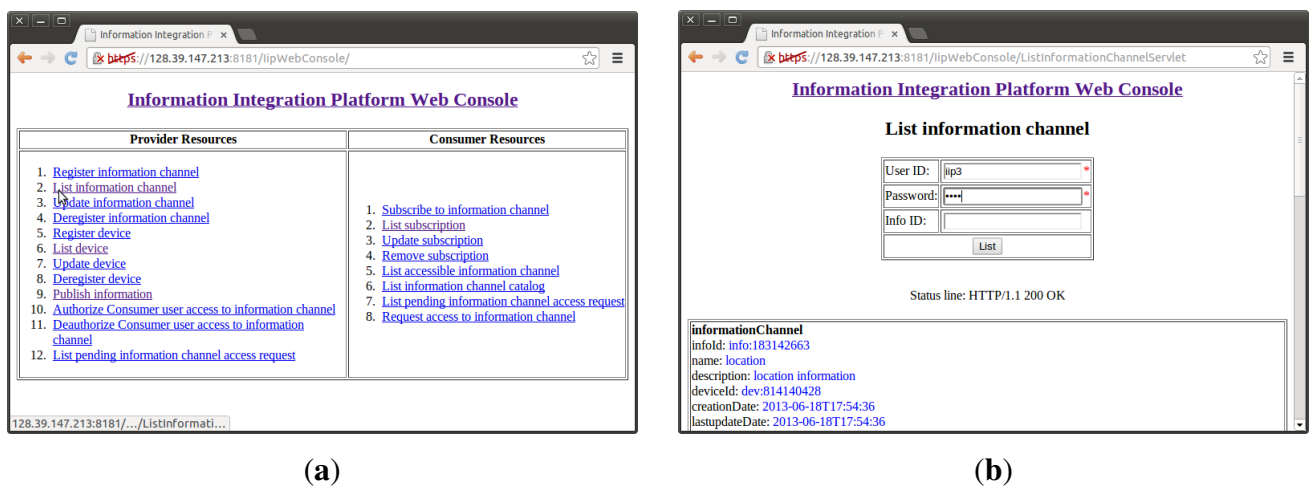 Information Integration P
https://128.39.147.213:8181/IipWebConsole/
Information Integration Platform Web Console
Provider Resources
Consumer Resources
1. Register information channel
2. List information channel
3. Update information channel
4. Deregister information channel
5. Register device
6. List device
7. Update device
8. Deregister device
9. Publish information
10. Authorize Consumer user access to information channel
11. Deauthorize Consumer user access to information
channel
12. List pending information channel access request
1. Subscribe to information channel
2. List subscription
3. Update subscription
4. Remove subscription
5. List accessible information channel
6. List information channel catalog
7. List pending information channel access request
8. Request access to information channel
128.39.147.213:8181/.../ListInformati...
(a)
Information Integration P
https://128.39.147.213:8181/IipWebConsole/ListInformationChannelServlet
Information Integration Platform Web Console
List information channel
User ID: iip3 *
Password: •••• *
Info ID:
List
Status line: HTTP/1.1 200 OK
informationChannel
infoId: info:183142663
name: location
description: location information
deviceId: dev:814140428
creationDate: 2013-06-18T17:54:36
lastupdateDate: 2013-06-18T17:54:36
(b)